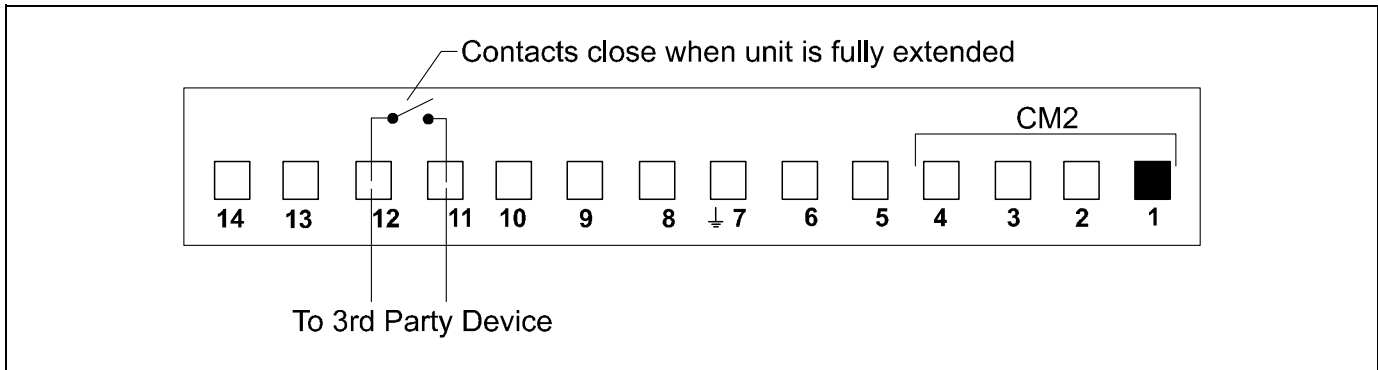 Contacts close when unit is fully extended
CM2
14 13 12 11 10 9 8 ⏚ 7 6 5 4 3 2 1
To 3rd Party Device